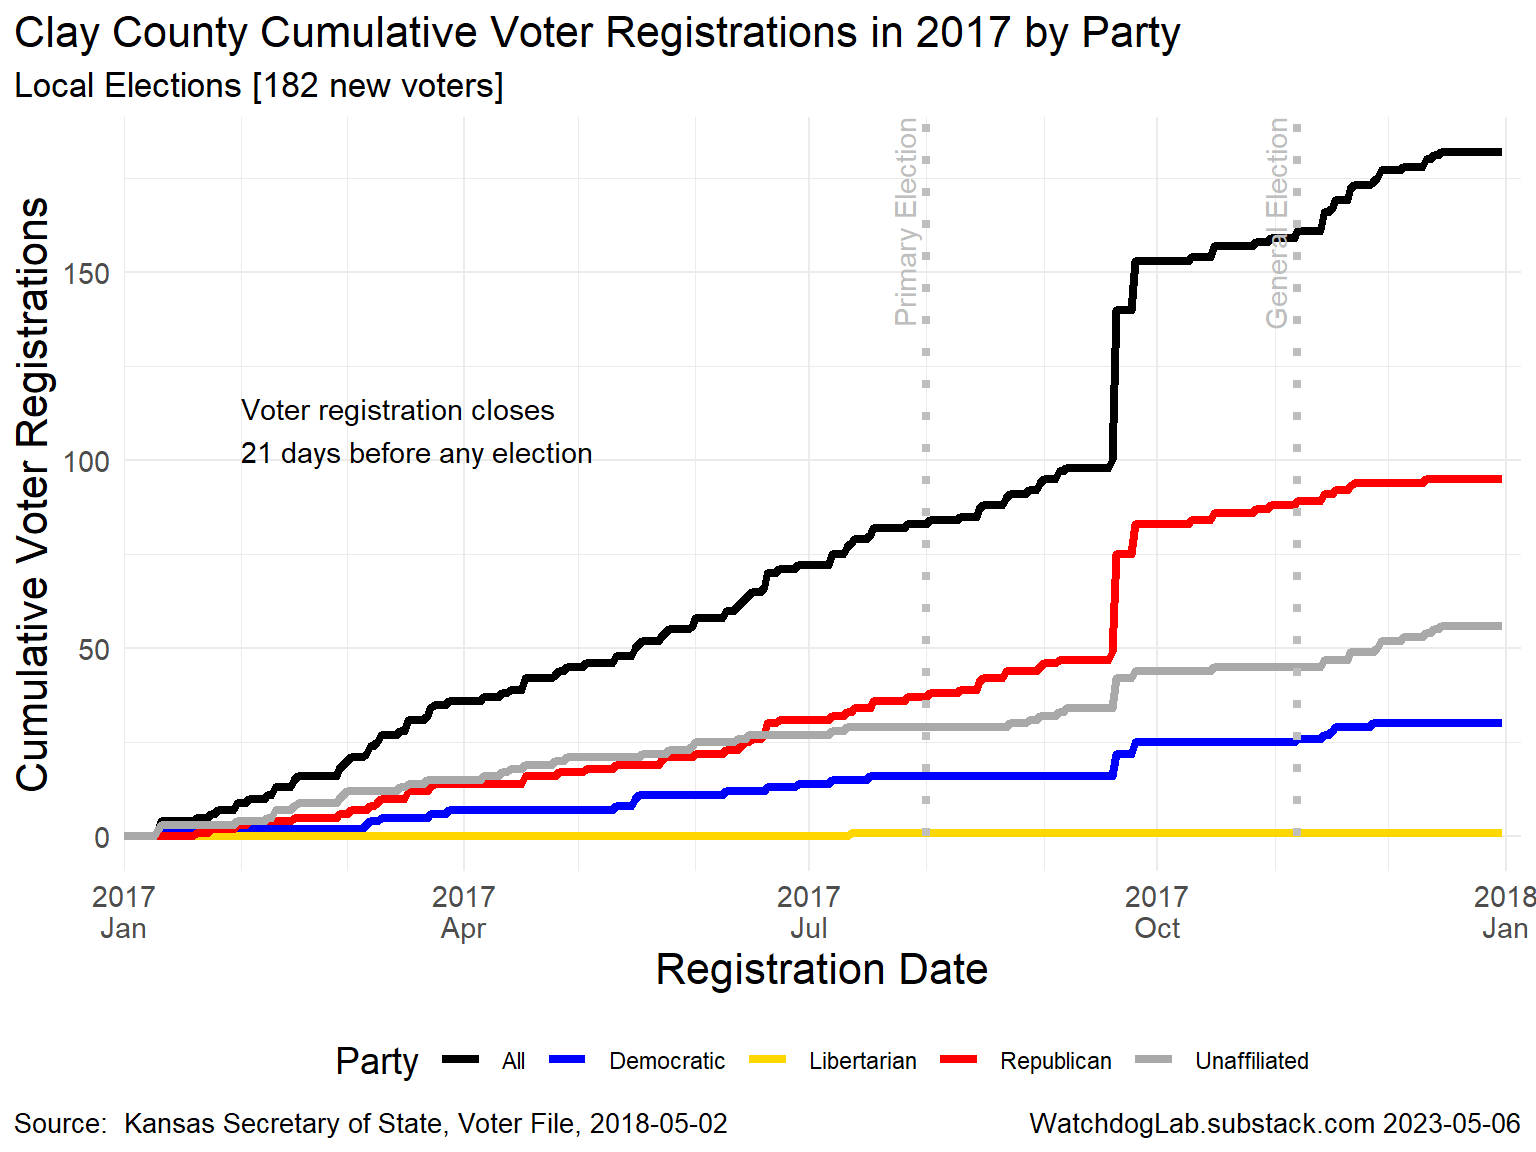 Clay County Cumulative Voter Registrations in 2017 by Party
Local Elections [182 new voters]
Cumulative Voter Registrations
150
100
50
0
Primary Election
General Election
Voter registration closes
21 days before any election
2017
Jan
2017
Apr
2017
Jul
2017
Oct
2018
Jan
Registration Date
Party
All
Democratic
Libertarian
Republican
Unaffiliated
Source:  Kansas Secretary of State, Voter File, 2018-05-02
WatchdogLab.substack.com 2023-05-06